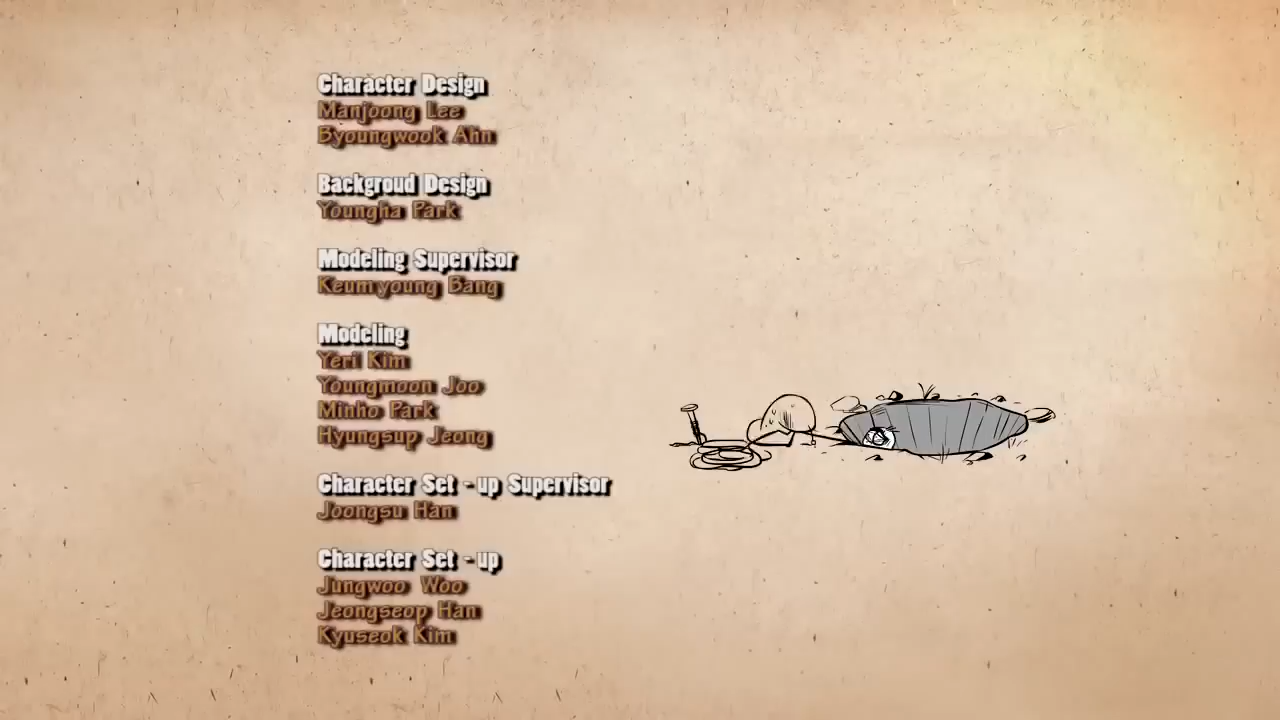 Character Design
Manjoong Lee
Byoungwook Ahn
Backgroud Design
Youngha Park
Modeling Supervisor
Keumyoung Bang
Modeling
Yeri Kim
Youngmoon Joo
Minho Park
Hyungsup Jeong
Character Set - up Supervisor
Joongsu Han
Character Set - up
Jungwoo Woo
Jeongseop Han
Kyuseok Kim